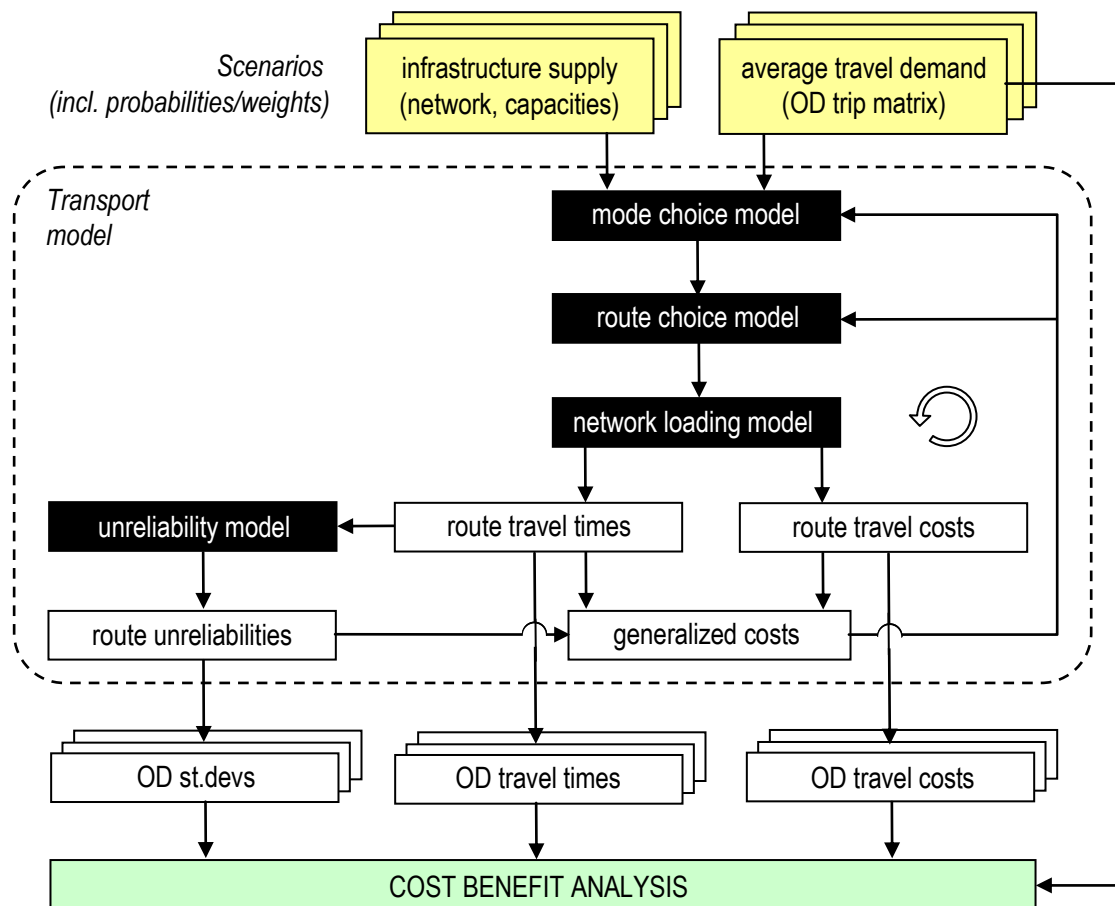 Scenarios
(incl. probabilities/weights)
infrastructure supply
(network, capacities)
average travel demand
(OD trip matrix)
Transport
model
mode choice model
route choice model
network loading model
unreliability model
route travel times
route travel costs
route unreliabilities
generalized costs
OD st.devs
OD travel times
OD travel costs
COST BENEFIT ANALYSIS